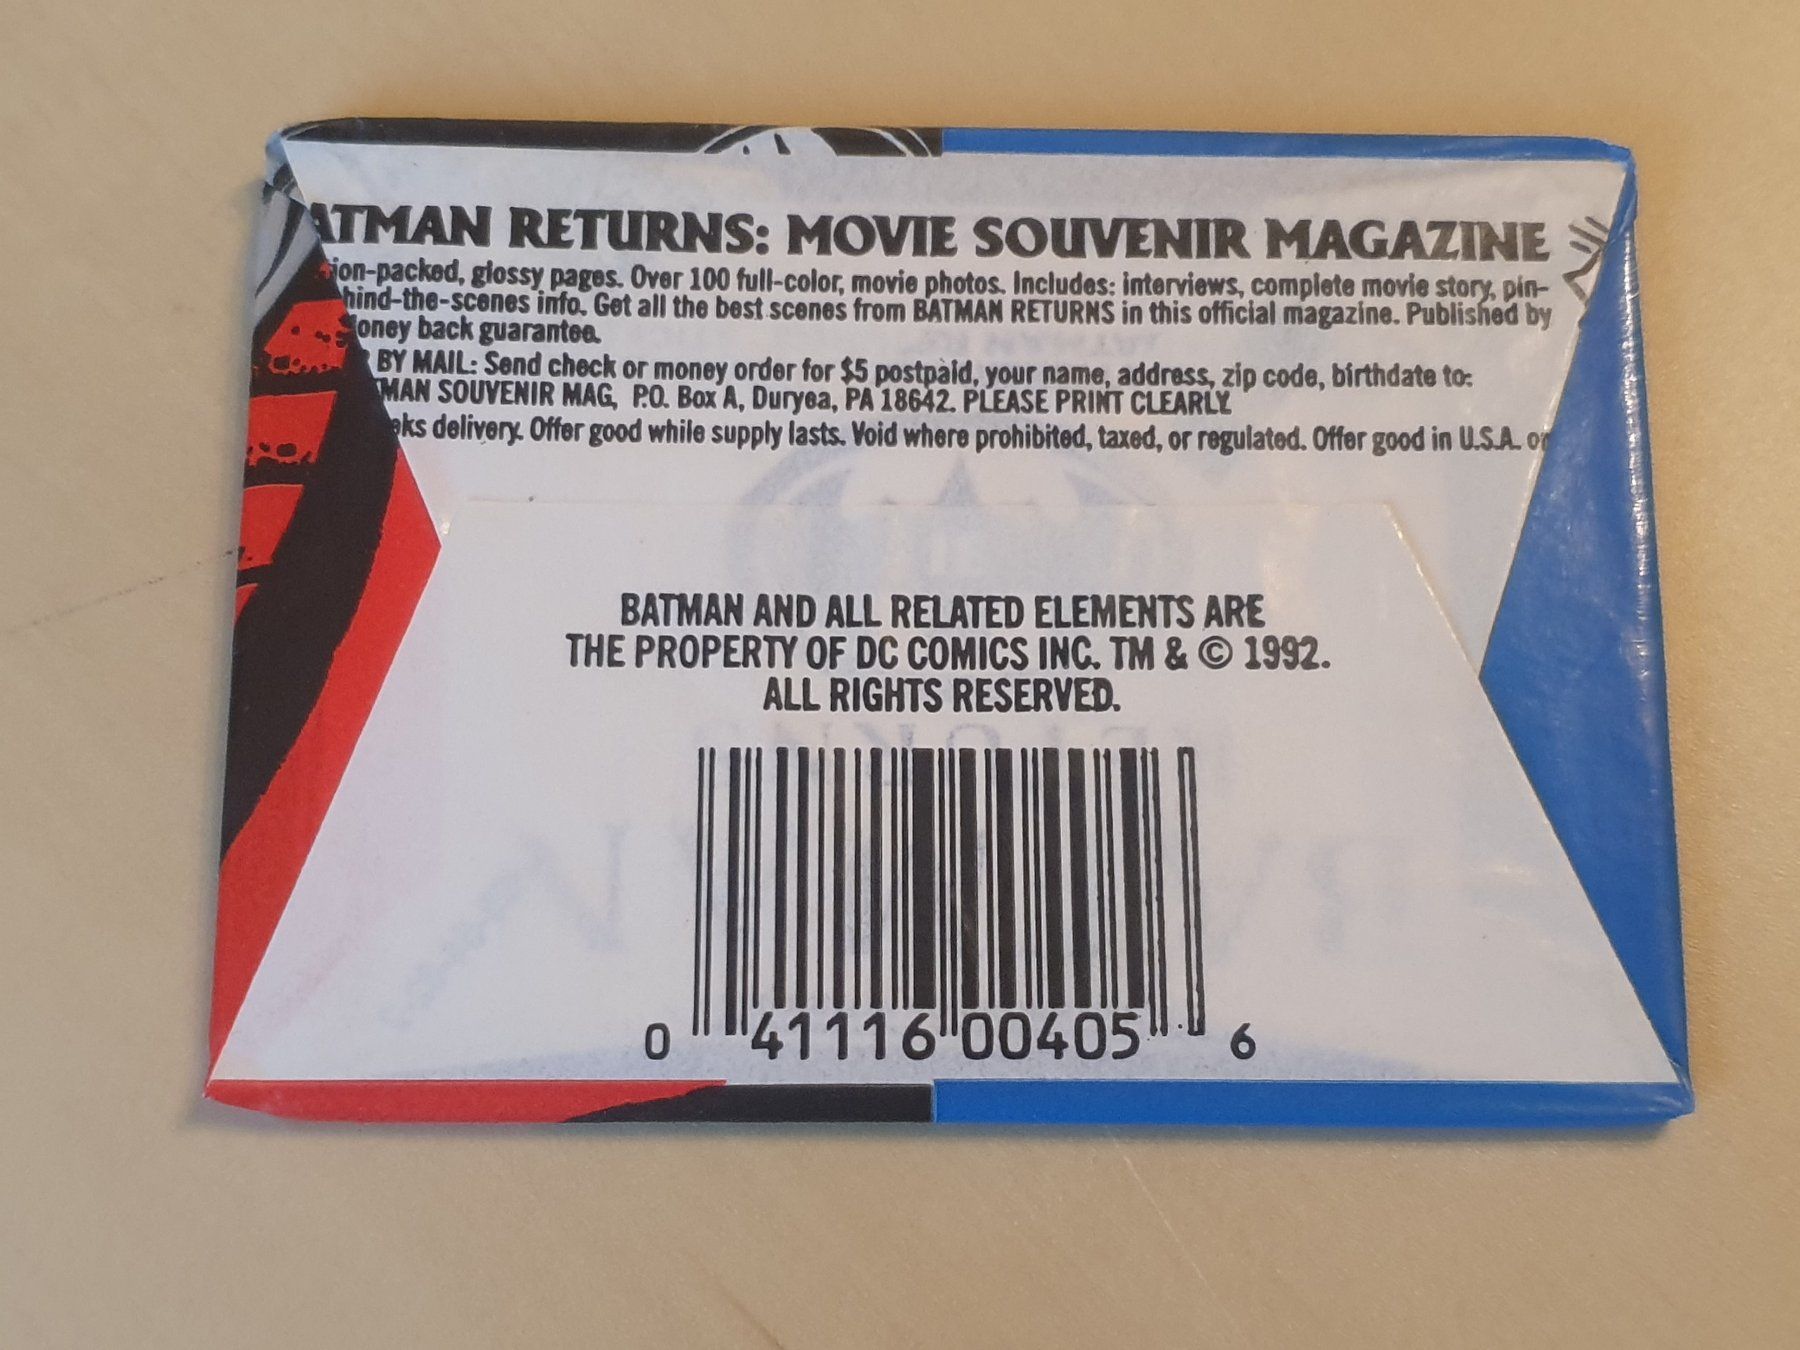 ATMAN RETURNS: MOVIE SOUVENIR MAGAZINE
ion-packed, glossy pages. Over 100 full-color, movie photos. Includes: interviews, complete movie story, pin-
hind-the-scenes info. Get all the best scenes from BATMAN RETURNS in this official magazine. Published by
oney back guarantee.
BY MAIL: Send check or money order for $5 postpaid, your name, address, zip code, birthdate to:
MAN SOUVENIR MAG, P.O. Box A, Duryea, PA 18642. PLEASE PRINT CLEARLY
eks delivery. Offer good while supply lasts. Void where prohibited, taxed, or regulated. Offer good in U.S.A. or
BATMAN AND ALL RELATED ELEMENTS ARE
THE PROPERTY OF DC COMICS INC. TM & © 1992.
ALL RIGHTS RESERVED.
0 41116 00405 6